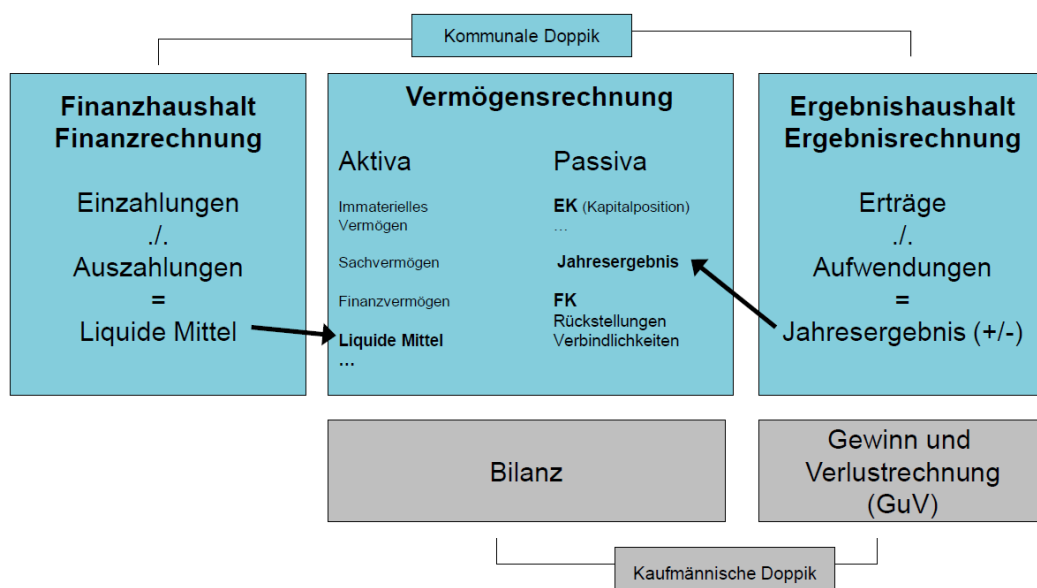 Kommunale Doppik
Finanzhaushalt
Finanzrechnung
Einzahlungen
./.
Auszahlungen
=
Liquide Mittel
Vermögensrechnung
Aktiva
Immaterielles
Vermögen
Sachvermögen
Finanzvermögen
Liquide Mittel
...
Passiva
EK (Kapitalposition)
...
Jahresergebnis
FK
Rückstellungen
Verbindlichkeiten
Ergebnishaushalt
Ergebnisrechnung
Erträge
./.
Aufwendungen
=
Jahresergebnis (+/-)
Bilanz
Gewinn und
Verlustrechnung
(GuV)
Kaufmännische Doppik